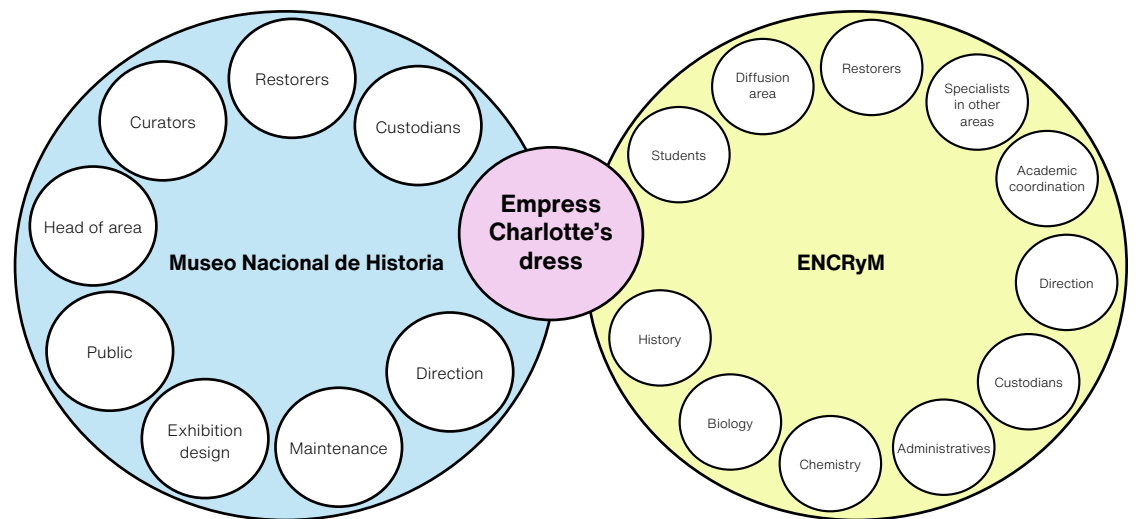 Restorers
Curators
Custodians
Head of area
Museo Nacional de Historia
Public
Direction
Exhibition
design
Maintenance
Empress
Charlotte's
dress
Restorers
Diffusion
area
Specialists
in other
areas
Students
Academic
coordination
ENCRyM
Direction
History
Custodians
Biology
Administratives
Chemistry